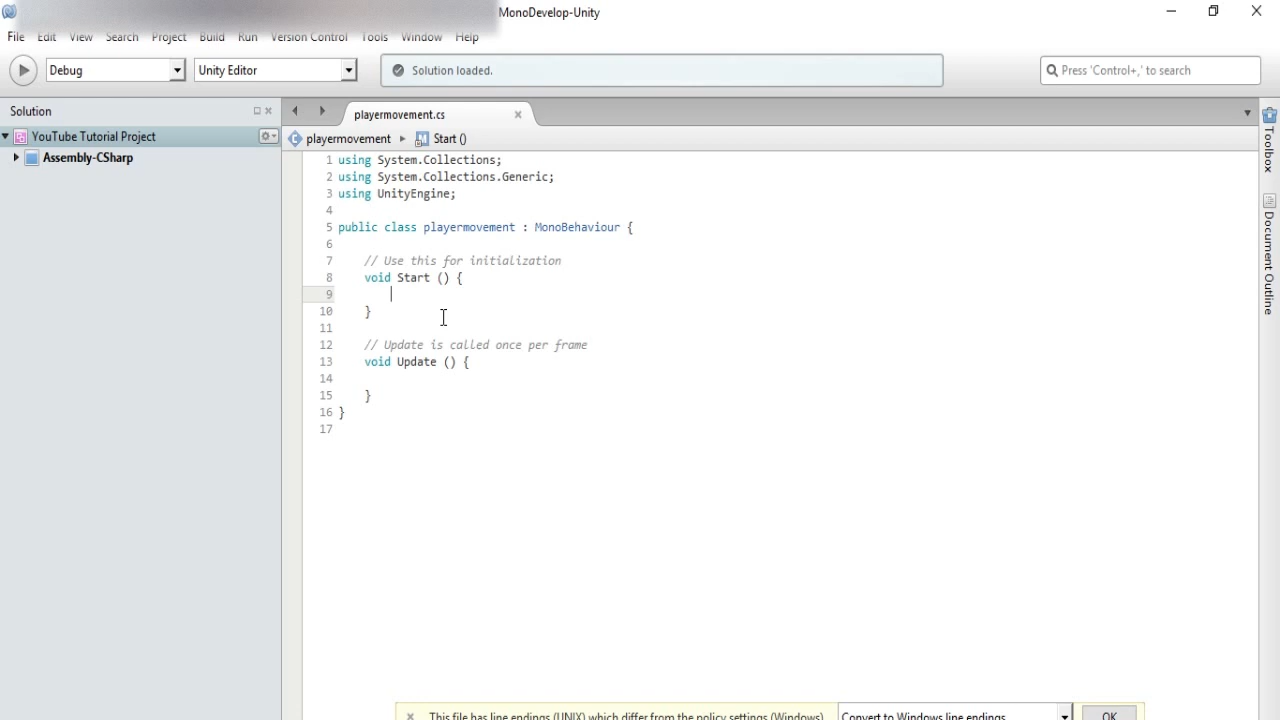 MonoDevelop-Unity
File Edit View Search Project Build Run Version Control Tools Window Help
Debug Unity Editor Solution loaded. Press 'Control+,' to search
Solution
playermovement.cs
YouTube Tutorial Project
playermovement Start ()
Assembly-CSharp
1 using System.Collections;
2 using System.Collections.Generic;
3 using UnityEngine;
4
5 public class playermovement : MonoBehaviour {
6
7 // Use this for initialization
8 void Start () {
9
10 }
11
12 // Update is called once per frame
13 void Update () {
14
15 }
16 }
17
Toolbox
Document Outline
This file has line endings (UNIX) which differ from the policy settings (Windows). Convert to Windows line endings OK